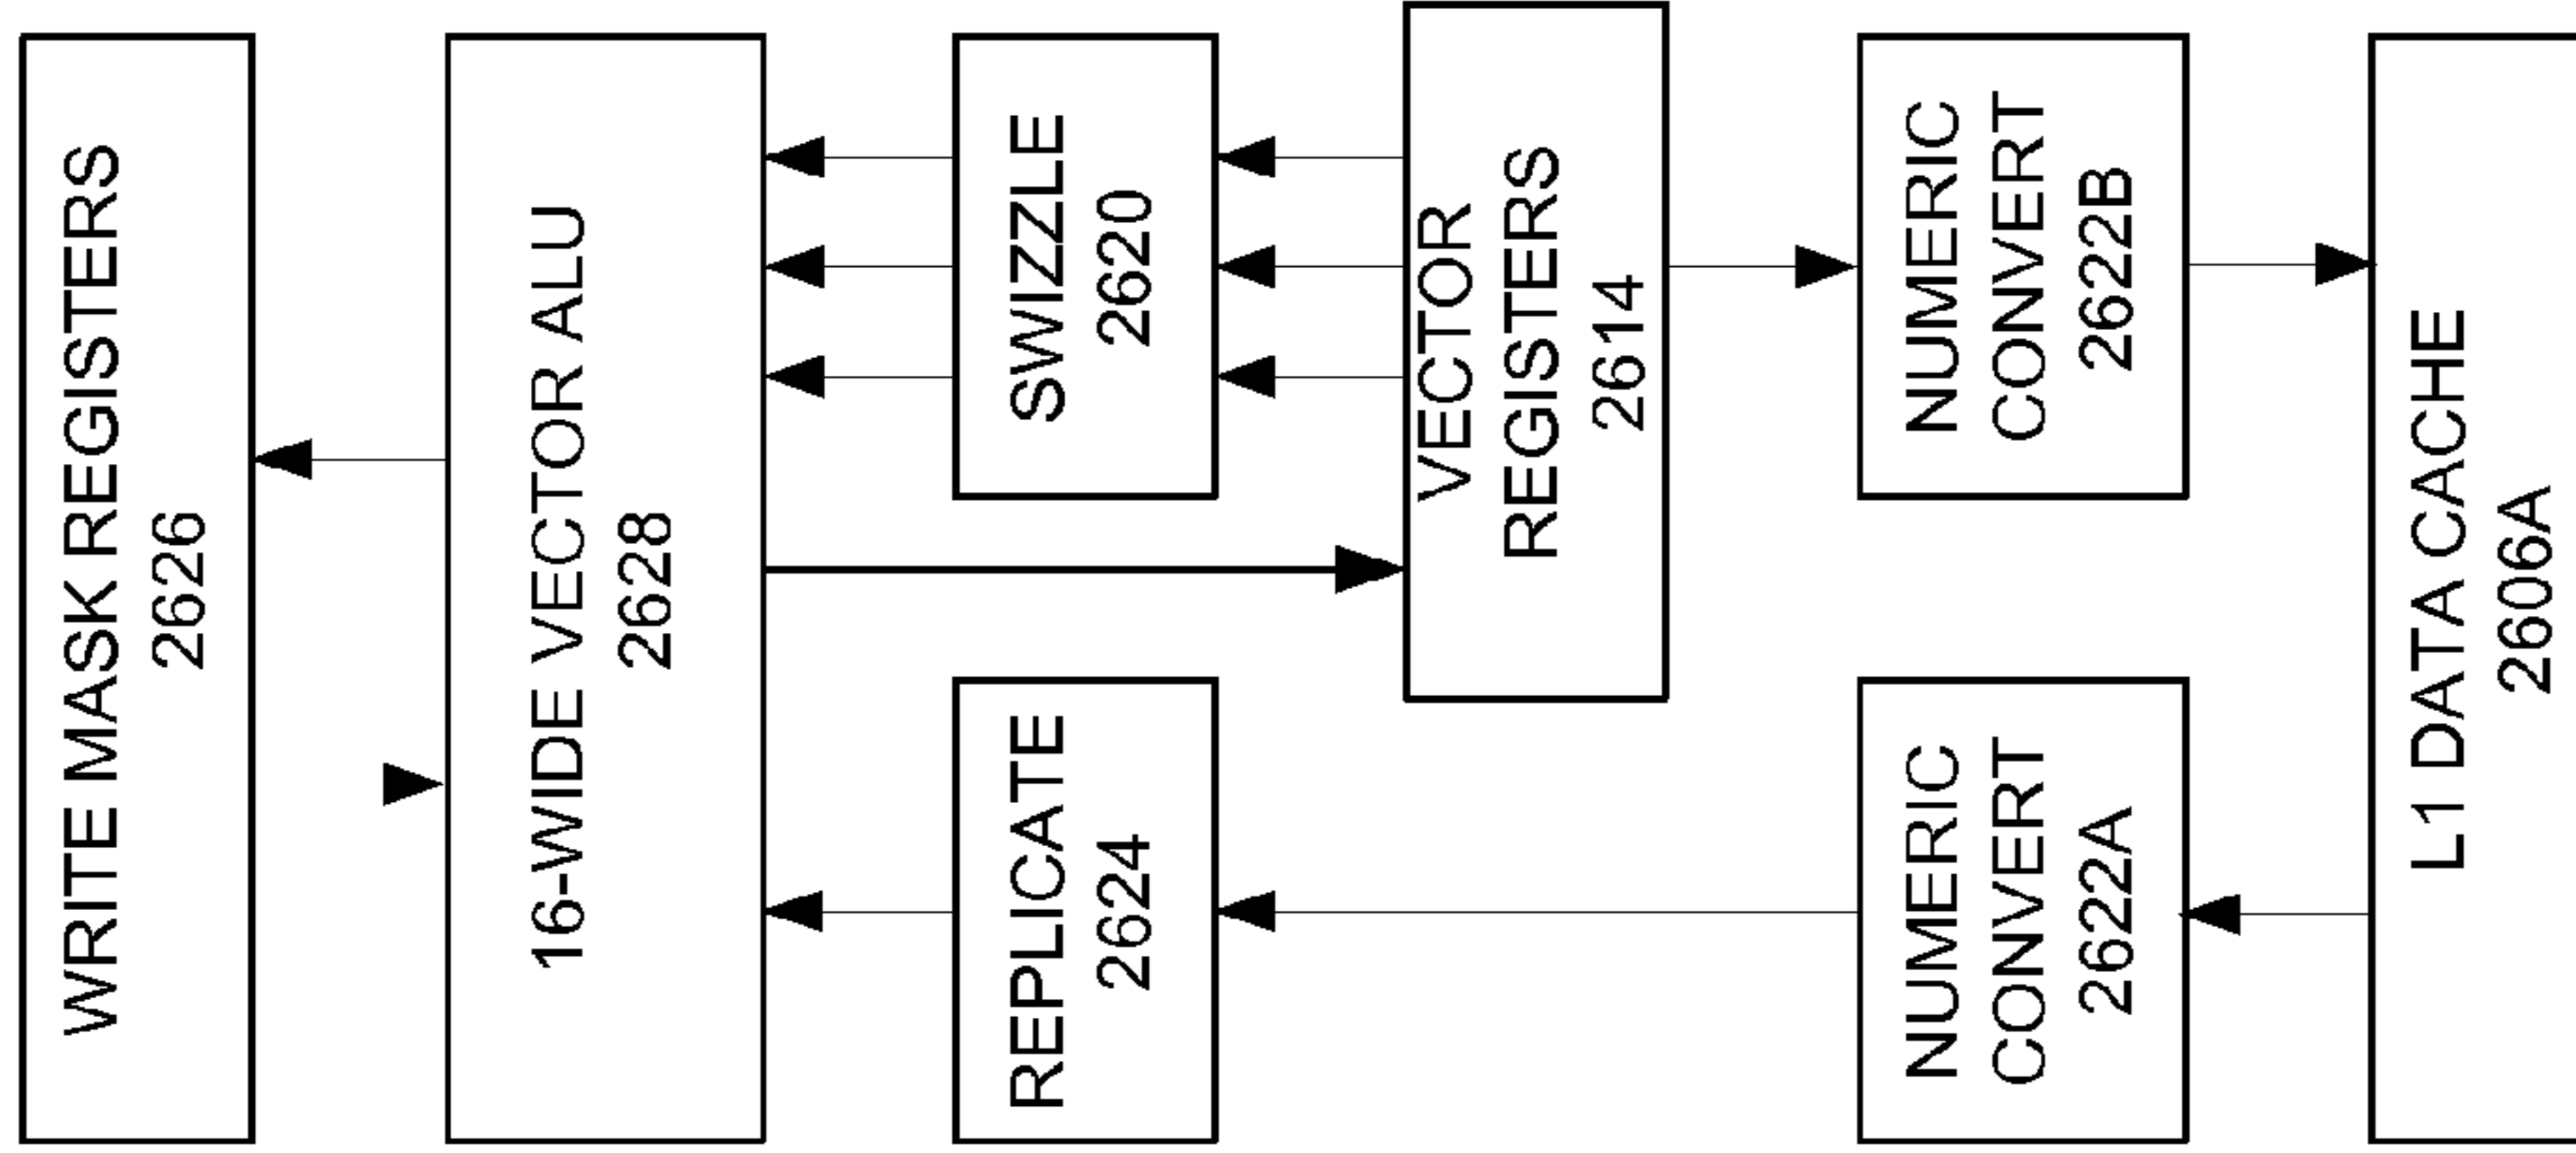 WRITE MASK REGISTERS
2626
16-WIDE VECTOR ALU
2628
REPLICATE
2624
SWIZZLE
2620
VECTOR
REGISTERS
2614
NUMERIC
CONVERT
2622A
NUMERIC
CONVERT
2622B
L1 DATA CACHE
2606A